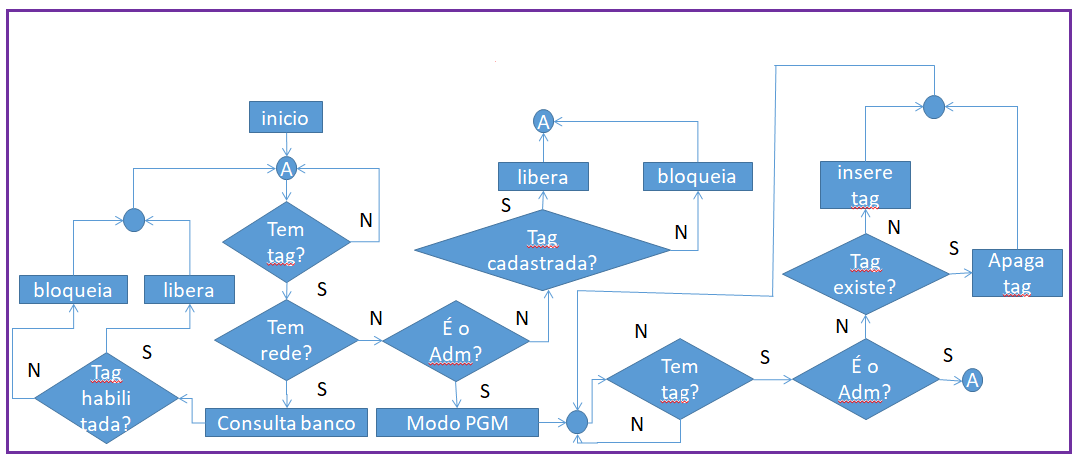 inicio
A
Tem
tag?
N
S
bloqueia
libera
N
S
Tag
habili
tada?
Tem
rede?
N
S
Consulta banco
É o
Adm?
N
S
Modo PGM
A
libera
bloqueia
S
N
Tag
cadastrada?
N
Tem
tag?
S
N
É o
Adm?
N
S
A
insere
tag
N
S
Tag
existe?
Apaga
tag